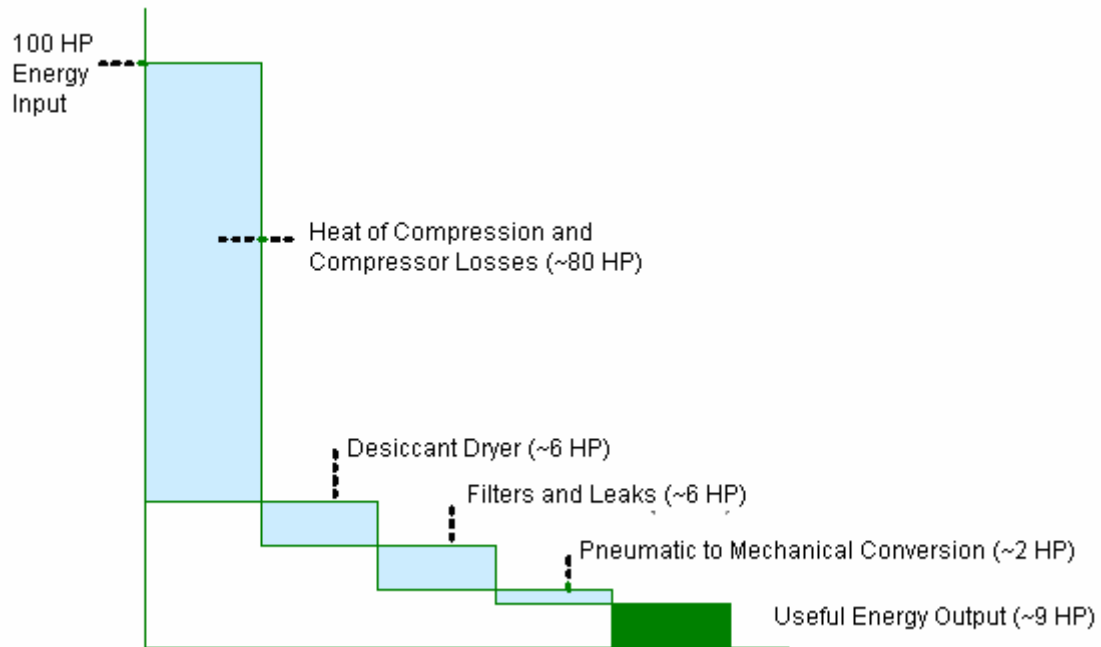 100 HP
Energy
Input
Heat of Compression and
Compressor Losses (~80 HP)
Desiccant Dryer (~6 HP)
Filters and Leaks (~6 HP)
Pneumatic to Mechanical Conversion (~2 HP)
Useful Energy Output (~9 HP)